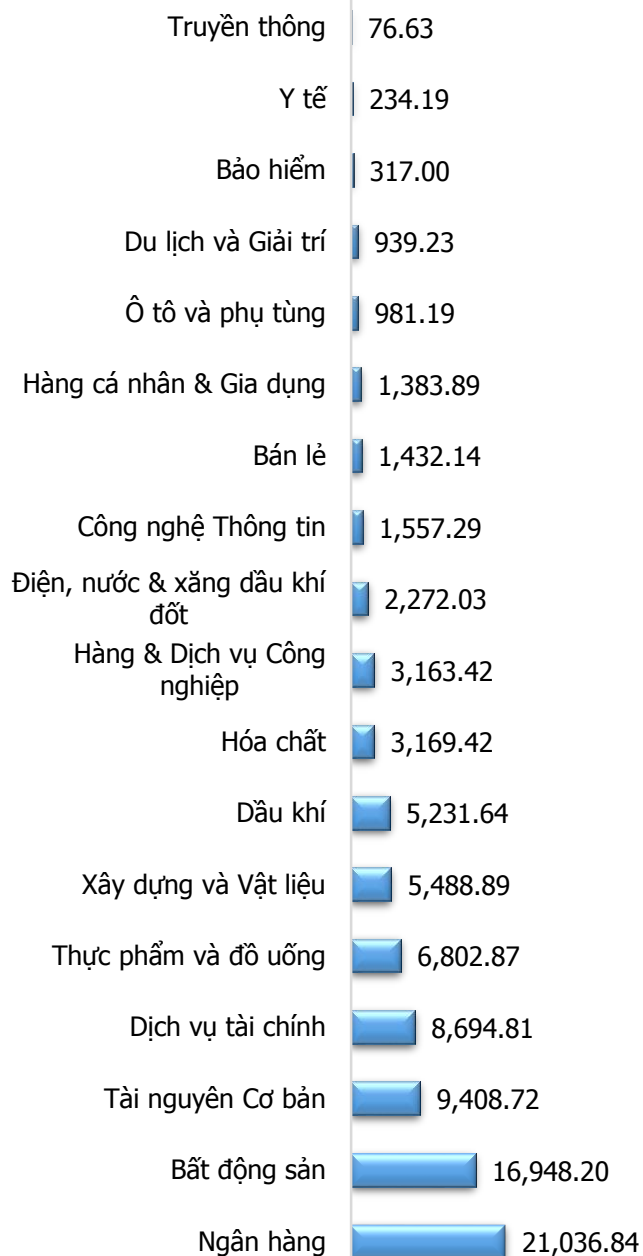 Truyền thông 76.63
Y tế 234.19
Bảo hiểm 317.00
Du lịch và Giải trí 939.23
Ô tô và phụ tùng 981.19
Hàng cá nhân & Gia dụng 1,383.89
Bán lẻ 1,432.14
Công nghệ Thông tin 1,557.29
Điện, nước & xăng dầu khí
đốt
2,272.03
Hàng & Dịch vụ Công
nghiệp
3,163.42
Hóa chất 3,169.42
Dầu khí 5,231.64
Xây dựng và Vật liệu 5,488.89
Thực phẩm và đồ uống 6,802.87
Dịch vụ tài chính 8,694.81
Tài nguyên Cơ bản 9,408.72
Bất động sản 16,948.20
Ngân hàng 21,036.84